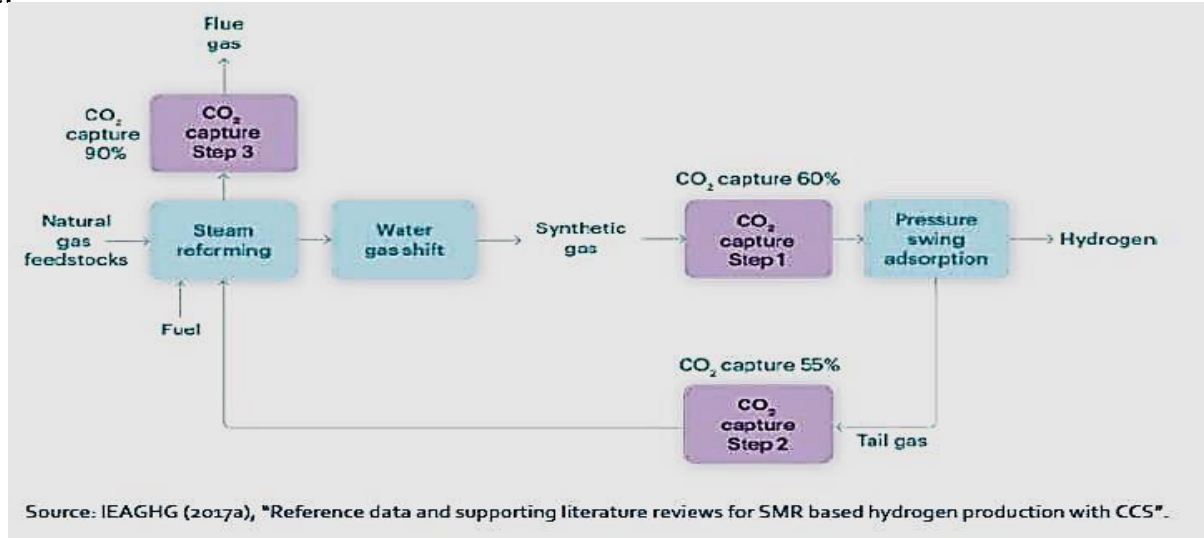 Flue
gas
CO₂
capture
90%
CO₂
capture
Step 3
CO₂ capture 60%
Natural
gas
feedstocks
Steam
reforming
Water
gas shift
Synthetic
gas
CO₂
capture
Step 1
Pressure
swing
adsorption
Hydrogen
Fuel
CO₂ capture 55%
CO₂
capture
Step 2
Tail gas
Source: IEAGHG (2017a), "Reference data and supporting literature reviews for SMR based hydrogen production with CCS".